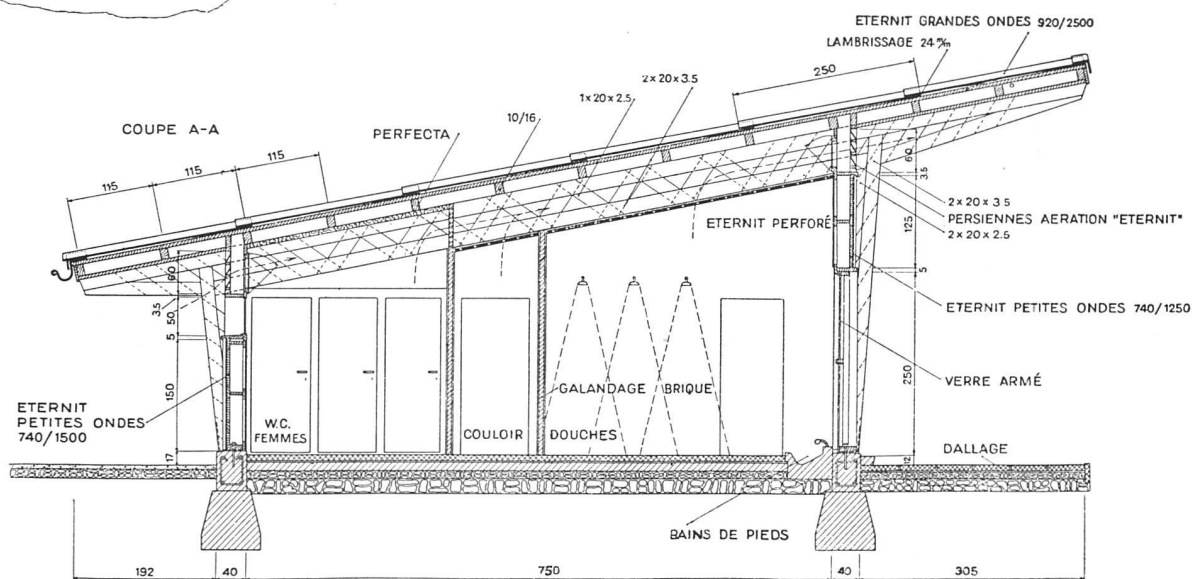 ETERNIT GRANDES ONDES 920/2500
LAMBRISSAGE 24 m/m
250
2 x 20 x 3.5
1 x 20 x 2.5
10/16
PERFECTA
COUPE A-A
115
115
115
60
3.5
50
5
150
17
ETERNIT
PETITES ONDES
740/1500
W.C.
FEMMES
COULOIR
DOUCHES
GALANDAGE BRIQUE
ETERNIT PERFORÉ
60
3.5
125
5
250
12
2 x 20 x 3.5
PERSIENNES AERATION "ETERNIT"
2 x 20 x 2.5
ETERNIT PETITES ONDES 740/1250
VERRE ARMÉ
DALLAGE
BAINS DE PIEDS
192
40
750
40
305